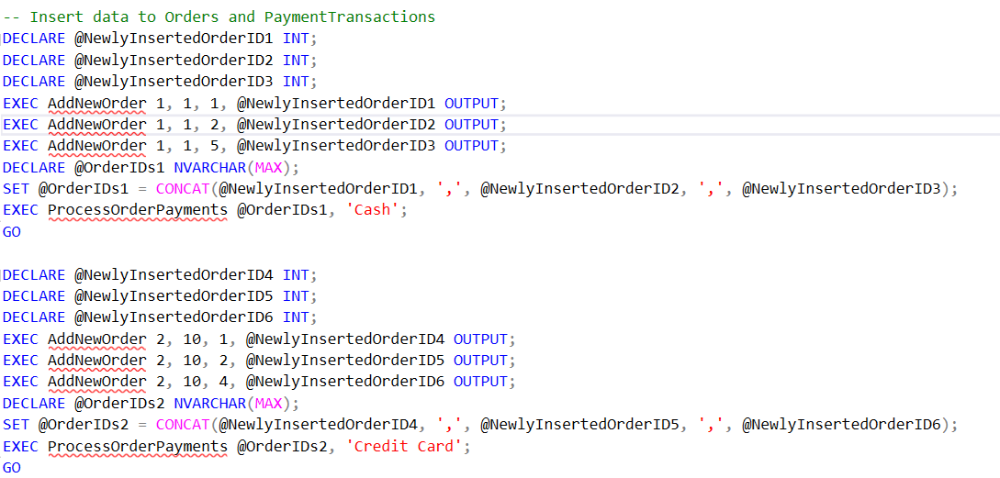 -- Insert data to Orders and PaymentTransactions
DECLARE @NewlyInsertedOrderID1 INT;
DECLARE @NewlyInsertedOrderID2 INT;
DECLARE @NewlyInsertedOrderID3 INT;
EXEC AddNewOrder 1, 1, 1, @NewlyInsertedOrderID1 OUTPUT;
EXEC AddNewOrder 1, 1, 2, @NewlyInsertedOrderID2 OUTPUT;
EXEC AddNewOrder 1, 1, 5, @NewlyInsertedOrderID3 OUTPUT;
DECLARE @OrderIDs1 NVARCHAR(MAX);
SET @OrderIDs1 = CONCAT(@NewlyInsertedOrderID1, ',', @NewlyInsertedOrderID2, ',', @NewlyInsertedOrderID3);
EXEC ProcessOrderPayments @OrderIDs1, 'Cash';
GO

DECLARE @NewlyInsertedOrderID4 INT;
DECLARE @NewlyInsertedOrderID5 INT;
DECLARE @NewlyInsertedOrderID6 INT;
EXEC AddNewOrder 2, 10, 1, @NewlyInsertedOrderID4 OUTPUT;
EXEC AddNewOrder 2, 10, 2, @NewlyInsertedOrderID5 OUTPUT;
EXEC AddNewOrder 2, 10, 4, @NewlyInsertedOrderID6 OUTPUT;
DECLARE @OrderIDs2 NVARCHAR(MAX);
SET @OrderIDs2 = CONCAT(@NewlyInsertedOrderID4, ',', @NewlyInsertedOrderID5, ',', @NewlyInsertedOrderID6);
EXEC ProcessOrderPayments @OrderIDs2, 'Credit Card';
GO